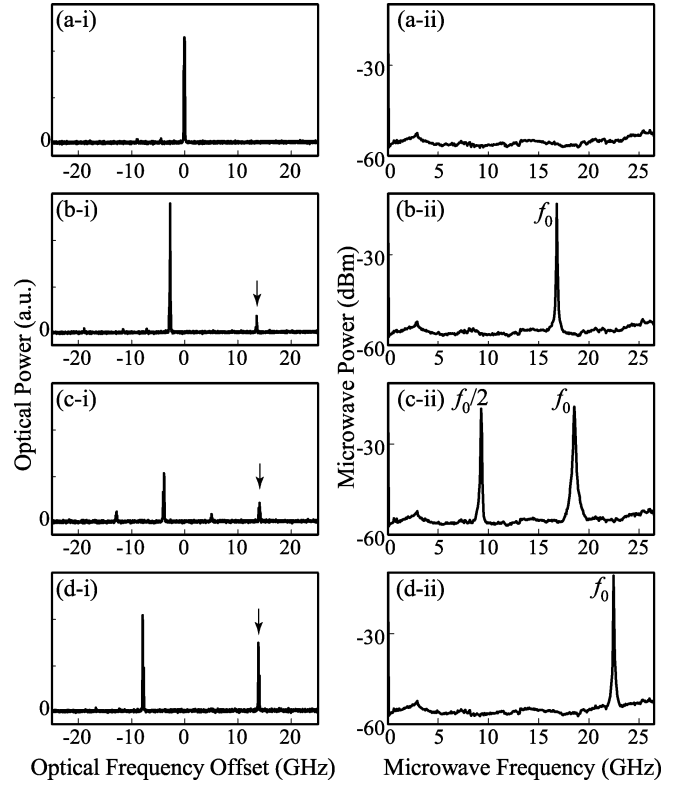 (a-i)
0
-20 -10 0 10 20
(a-ii)
-30
-60
0 5 10 15 20 25
(b-i)
0
-20 -10 0 10 20
(b-ii)
f0
-30
-60
0 5 10 15 20 25
(c-i)
0
-20 -10 0 10 20
(c-ii) f0/2 f0
-30
-60
0 5 10 15 20 25
(d-i)
0
-20 -10 0 10 20
(d-ii)
f0
-30
-60
0 5 10 15 20 25
Optical Power (a.u.)
Microwave Power (dBm)
Optical Frequency Offset (GHz)
Microwave Frequency (GHz)